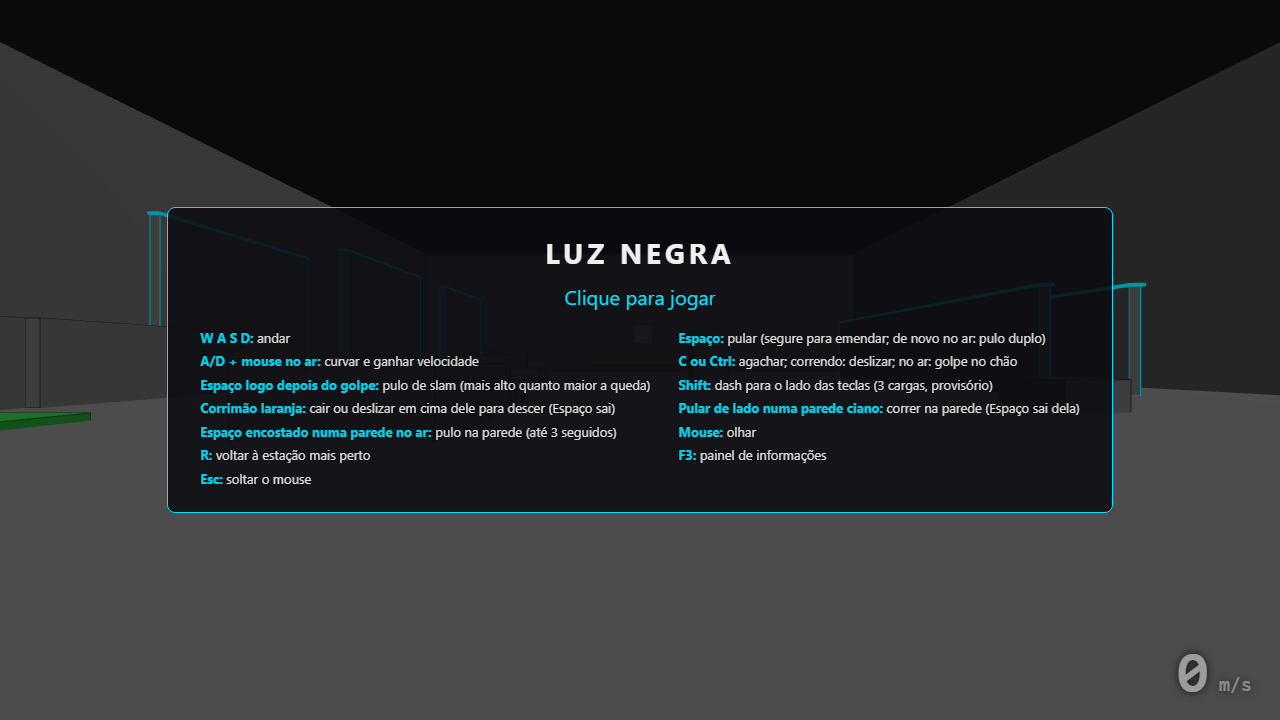 LUZ NEGRA
Clique para jogar
W A S D: andar
Espaço: pular (segure para emendar; de novo no ar: pulo duplo)
A/D + mouse no ar: curvar e ganhar velocidade
C ou Ctrl: agachar; correndo: deslizar; no ar: golpe no chão
Espaço logo depois do golpe: pulo de slam (mais alto quanto maior a queda)
Shift: dash para o lado das teclas (3 cargas, provisório)
Corrimão laranja: cair ou deslizar em cima dele para descer (Espaço sai)
Pular de lado numa parede ciano: correr na parede (Espaço sai dela)
Espaço encostado numa parede no ar: pulo na parede (até 3 seguidos)
Mouse: olhar
R: voltar à estação mais perto
F3: painel de informações
Esc: soltar o mouse
0 m/s